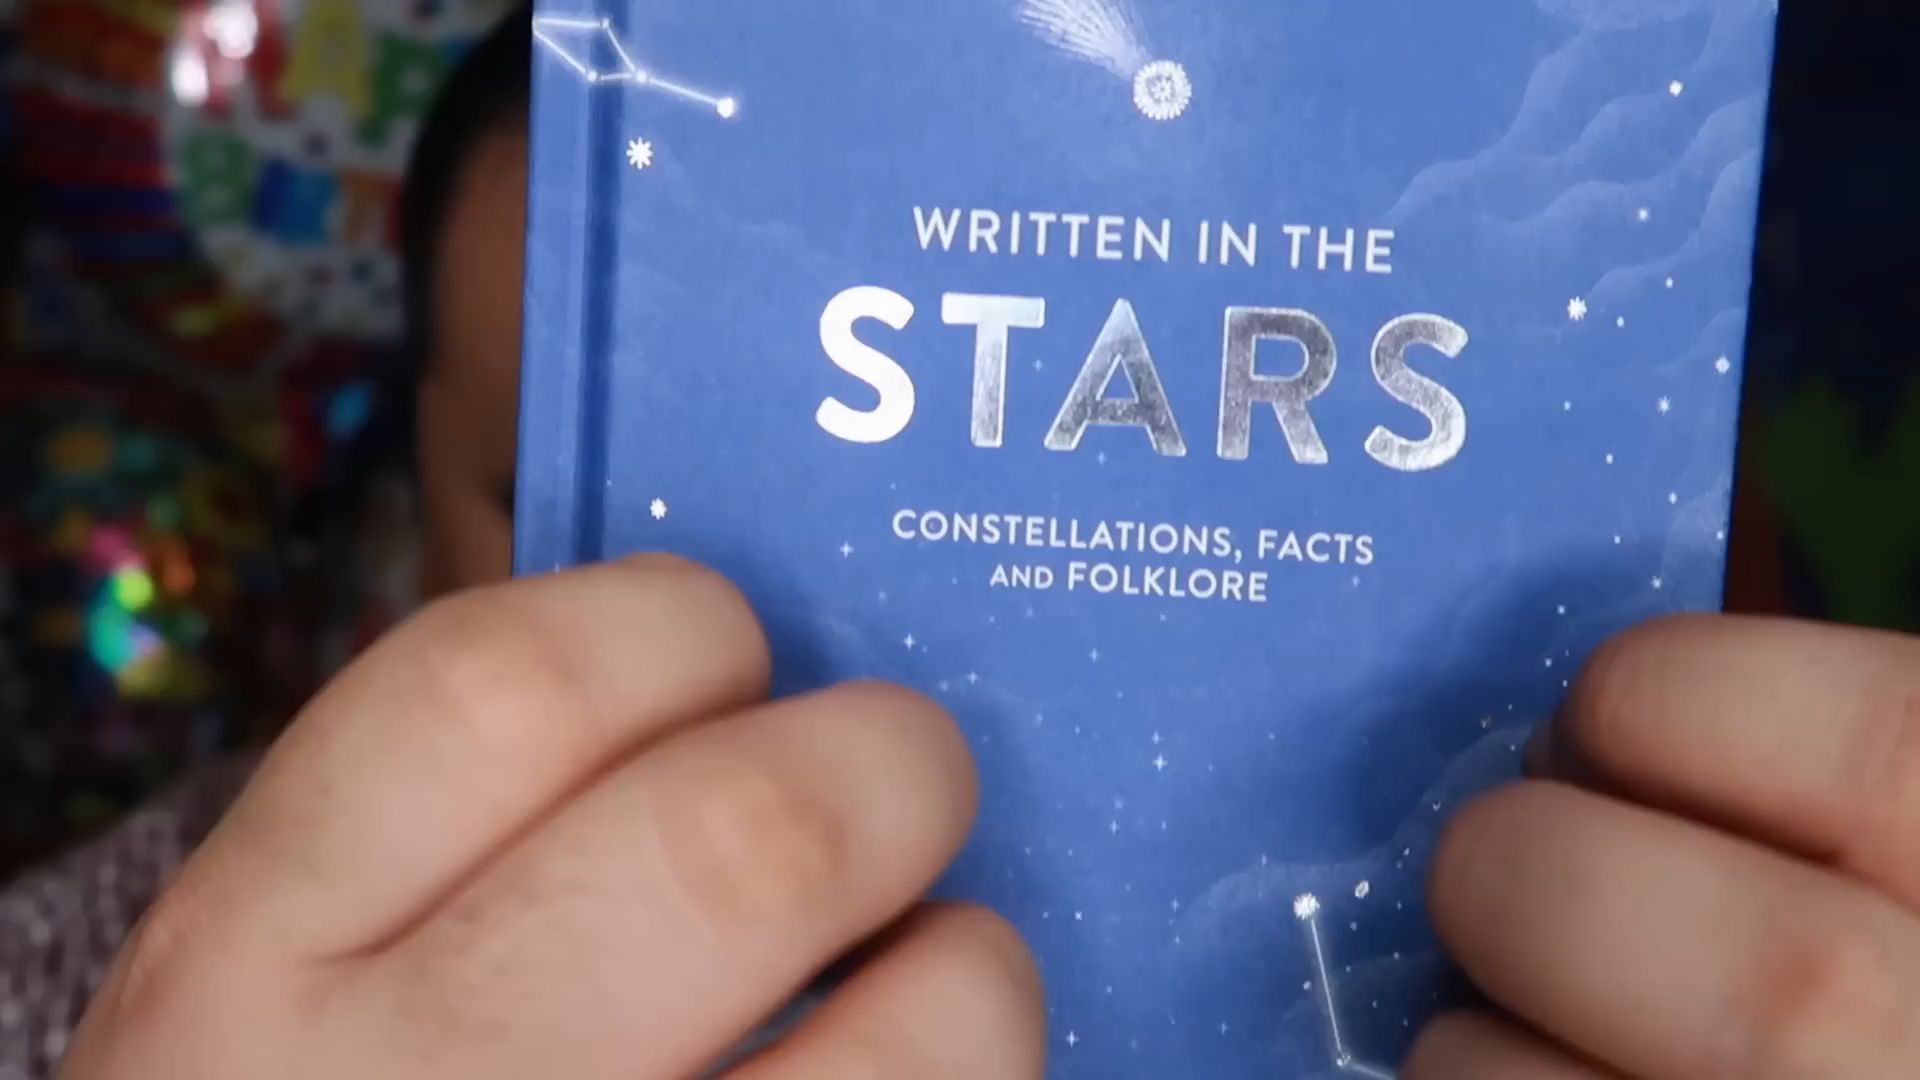 WRITTEN IN THE
STARS
CONSTELLATIONS, FACTS
AND FOLKLORE